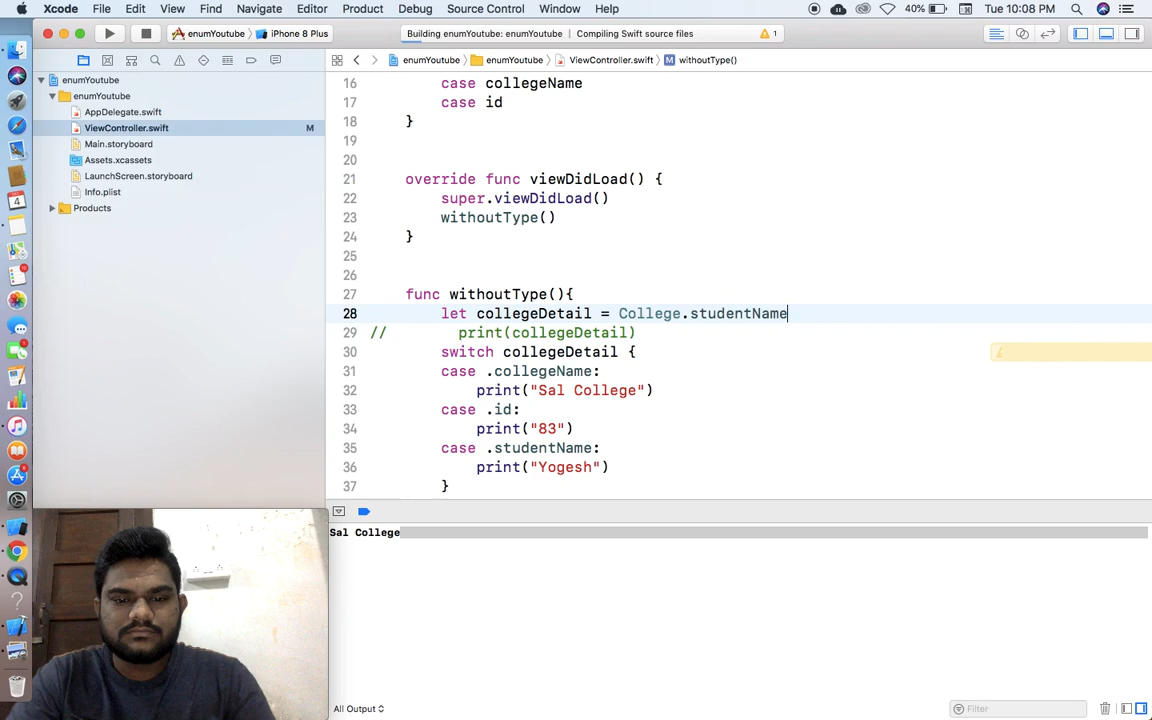 Xcode File Edit View Find Navigate Editor Product Debug Source Control Window Help 40% Tue 10:08 PM
enumYoutube iPhone 8 Plus Building enumYoutube: enumYoutube Compiling Swift source files 1
enumYoutube enumYoutube ViewController.swift M withoutType()
enumYoutube
enumYoutube
AppDelegate.swift
ViewController.swift M
Main.storyboard
Assets.xcassets
LaunchScreen.storyboard
Info.plist
Products
16 case collegeName
17 case id
18 }
19
20
21 override func viewDidLoad() {
22 super.viewDidLoad()
23 withoutType()
24 }
25
26
27 func withoutType(){
28 let collegeDetail = College.studentName
29 // print(collegeDetail)
30 switch collegeDetail {
31 case .collegeName:
32 print("Sal College")
33 case .id:
34 print("83")
35 case .studentName:
36 print("Yogesh")
37 }
Sal College
All Output Filter